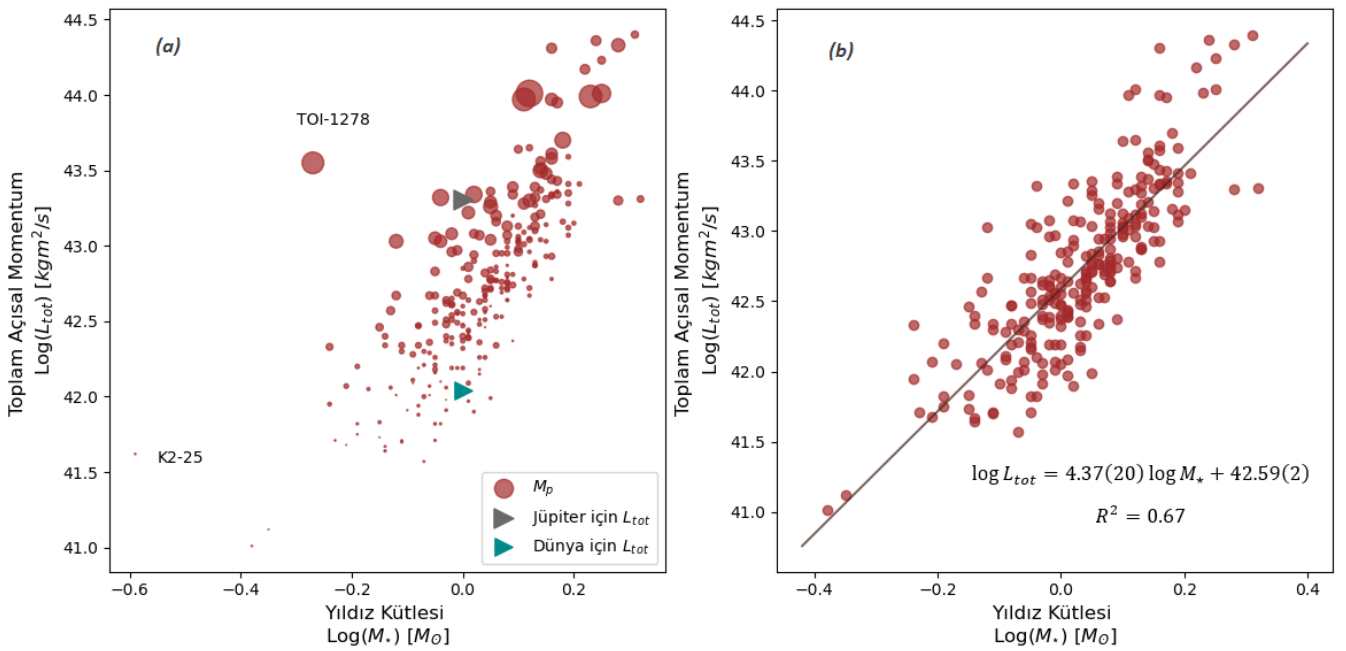 (a)
TOI-1278
K2-25
44.5
44.0
43.5
43.0
42.5
42.0
41.5
41.0
−0.6
−0.4
−0.2
0.0
0.2
Toplam Açısal Momentum
Log(L_tot) [kgm²/s]
Yıldız Kütlesi
Log(M⋆) [M_ʘ]
M_p
Jüpiter için L_tot
Dünya için L_tot
(b)
44.5
44.0
43.5
43.0
42.5
42.0
41.5
41.0
−0.4
−0.2
0.0
0.2
0.4
Toplam Açısal Momentum
Log(L_tot) [kgm²/s]
Yıldız Kütlesi
Log(M⋆) [M_ʘ]
log L_tot = 4.37(20) log M⋆ + 42.59(2)
R² = 0.67